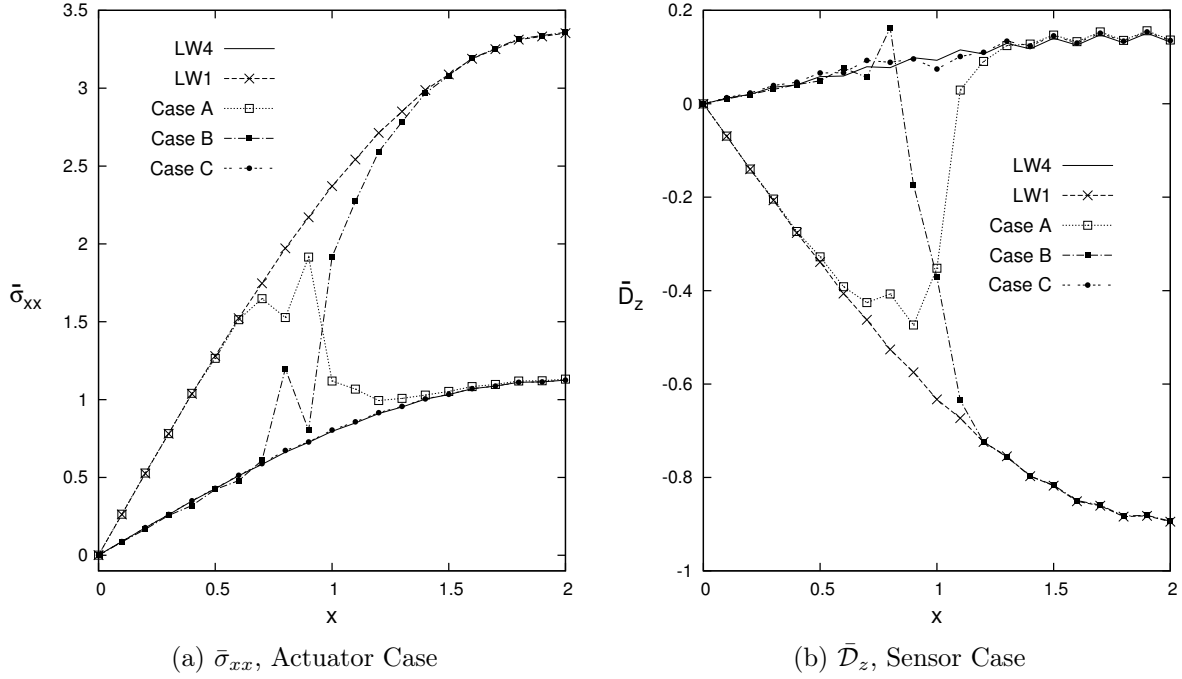 3.5
3
2.5
2
1.5
1
0.5
0
σ̄xx
0
0.5
1
1.5
2
x
LW4
LW1
Case A
Case B
Case C
(a) σ̄xx, Actuator Case
0.2
0
-0.2
-0.4
-0.6
-0.8
-1
D̄z
0
0.5
1
1.5
2
x
LW4
LW1
Case A
Case B
Case C
(b) 𝒟̄z, Sensor Case